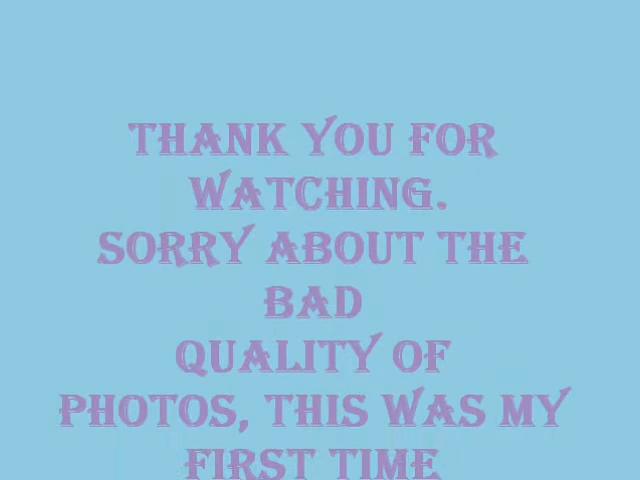 THANK YOU FOR
WATCHING.
SORRY ABOUT THE
BAD
QUALITY OF
PHOTOS, THIS WAS MY
FIRST TIME